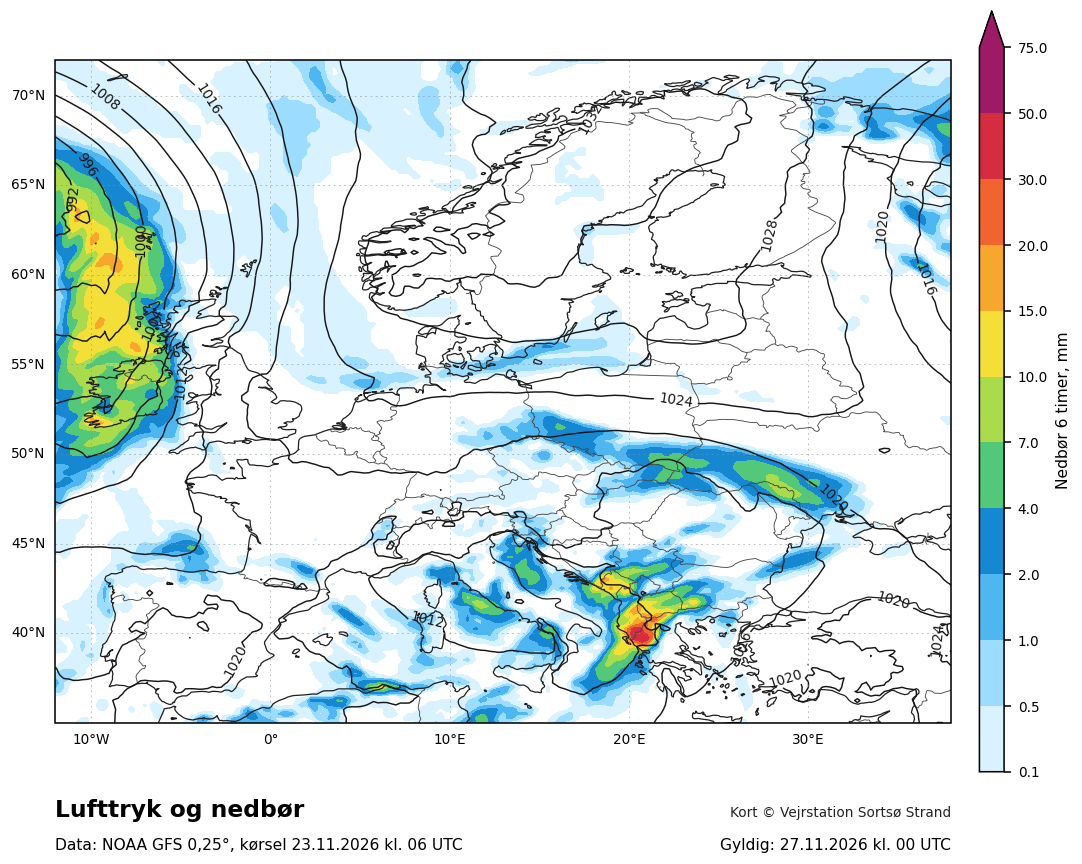 75.0
50.0
30.0
20.0
15.0
10.0
7.0
4.0
2.0
1.0
0.5
0.1
Nedbør 6 timer, mm
70°N
65°N
60°N
55°N
50°N
45°N
40°N
10°W
0°
10°E
20°E
30°E
1008
1016
1032
996
992
1000
1028
1020
1016
1012
1024
1020
1012
1020
1020
1024
1016
1020
Lufttryk og nedbør
Kort © Vejrstation Sortsø Strand
Data: NOAA GFS 0,25°, kørsel 23.11.2026 kl. 06 UTC
Gyldig: 27.11.2026 kl. 00 UTC